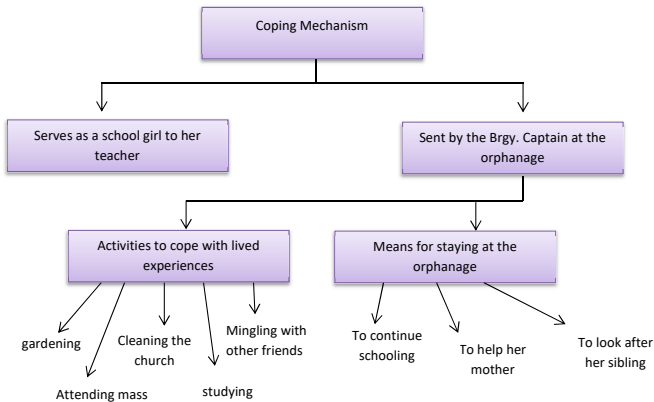 Coping Mechanism
Serves as a school girl to her
teacher
Sent by the Brgy. Captain at the
orphanage
Activities to cope with lived
experiences
Means for staying at the
orphanage
gardening
Attending mass
Cleaning the
church
studying
Mingling with
other friends
To continue
schooling
To help her
mother
To look after
her sibling